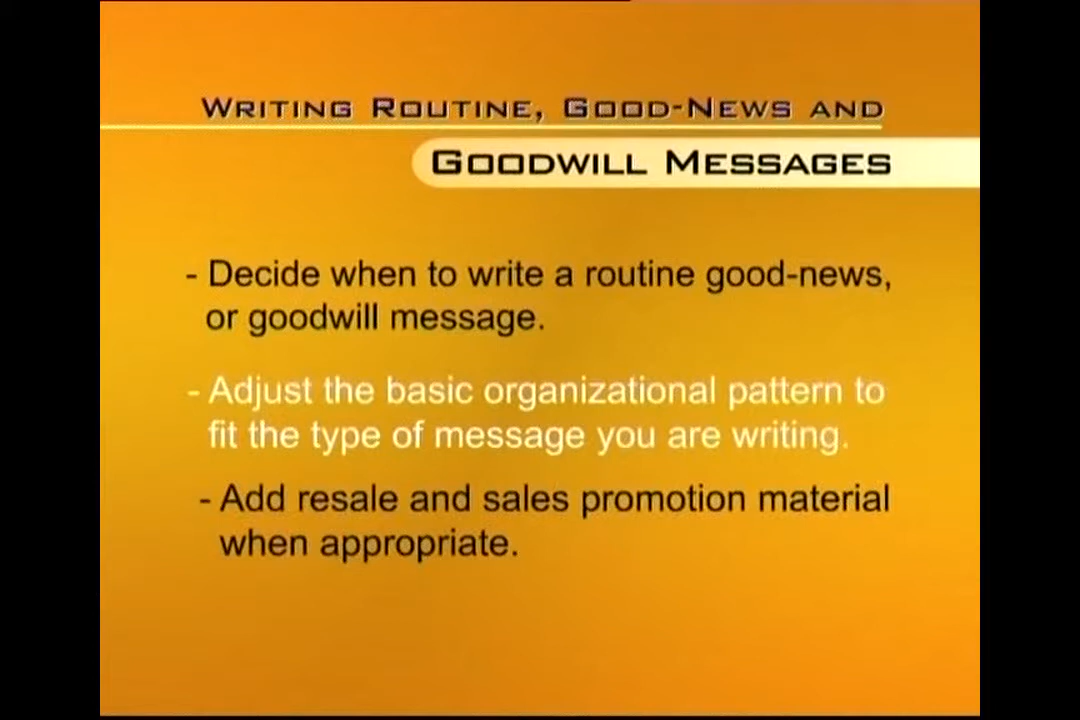 Writing Routine, Good-News and
Goodwill Messages
- Decide when to write a routine good-news,
or goodwill message.
- Adjust the basic organizational pattern to
fit the type of message you are writing.
- Add resale and sales promotion material
when appropriate.